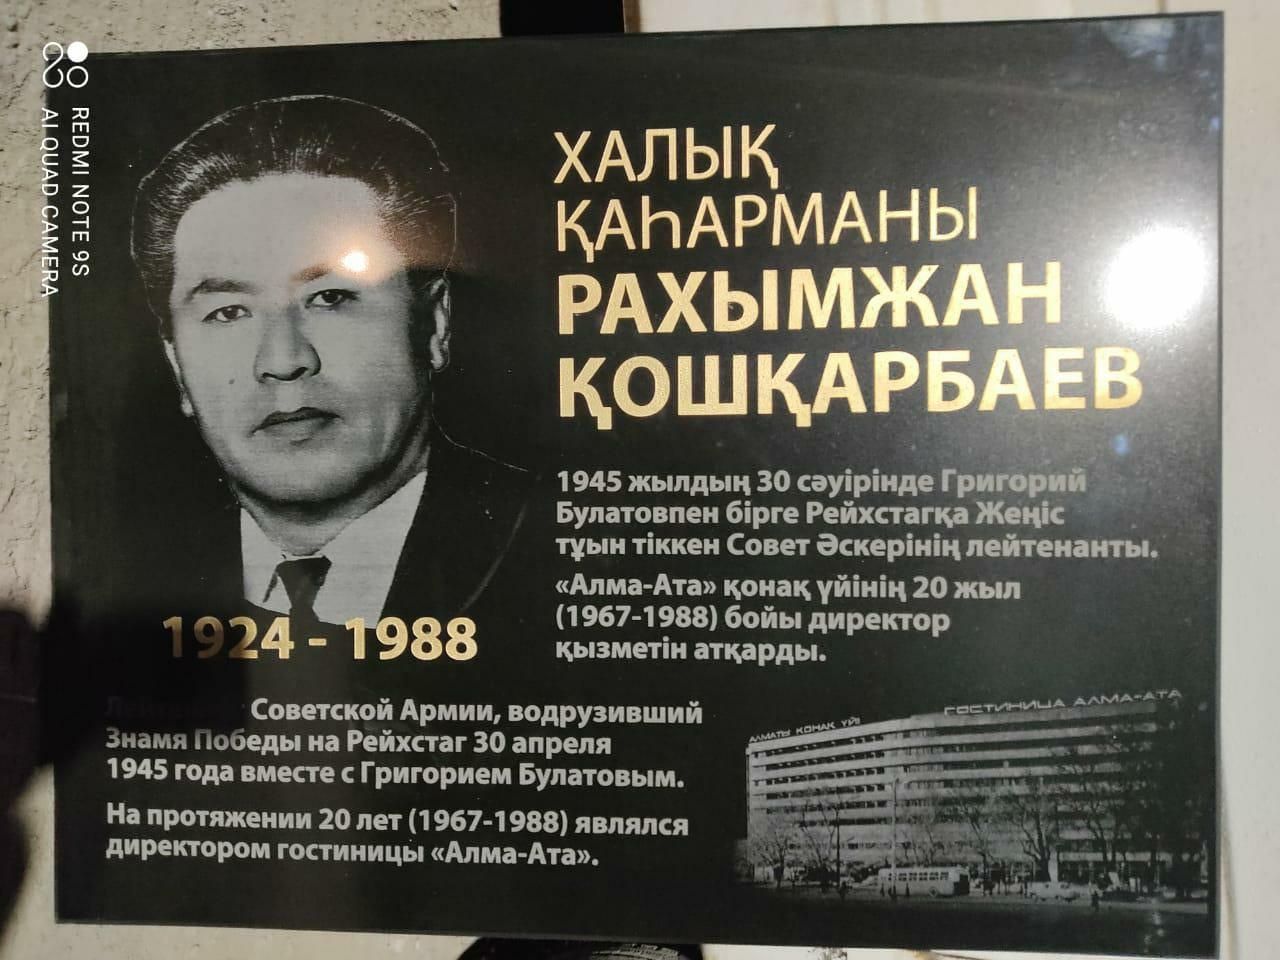 REDMI NOTE 9S
AI QUAD CAMERA
ХАЛЫҚ
ҚАҺАРМАНЫ
РАХЫМЖАН
ҚОШҚАРБАЕВ
1945 жылдың 30 сәуірінде Григорий
Булатовпен бірге Рейхстагқа Жеңіс
тұын тіккен Совет Әскерінің лейтенанты.
«Алма-Ата» қонақ үйінің 20 жыл
(1967-1988) бойы директор
қызметін атқарды.
1924 - 1988
Советской Армии, водрузивший
Знамя Победы на Рейхстаг 30 апреля
1945 года вместе с Григорием Булатовым.
На протяжении 20 лет (1967-1988) являлся
директором гостиницы «Алма-Ата».
АЛМАТЫ ҚОНАҚ ҮЙІ
ГОСТИНИЦА АЛМА-АТА